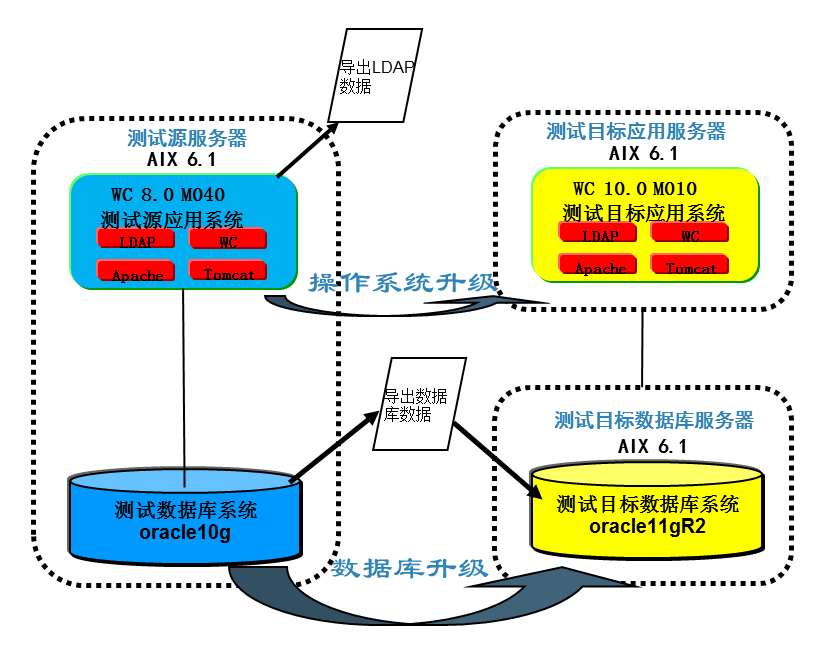 导出LDAP
数据
测试源服务器
AIX 6.1
WC 8.0 M040
测试源应用系统
LDAP
WC
Apache
Tomcat
测试目标应用服务器
AIX 6.1
WC 10.0 M010
测试目标应用系统
LDAP
WC
Apache
Tomcat
操作系统升级
导出数据
库数据
测试数据库系统
oracle10g
测试目标数据库服务器
AIX 6.1
测试目标数据库系统
oracle11gR2
数据库升级